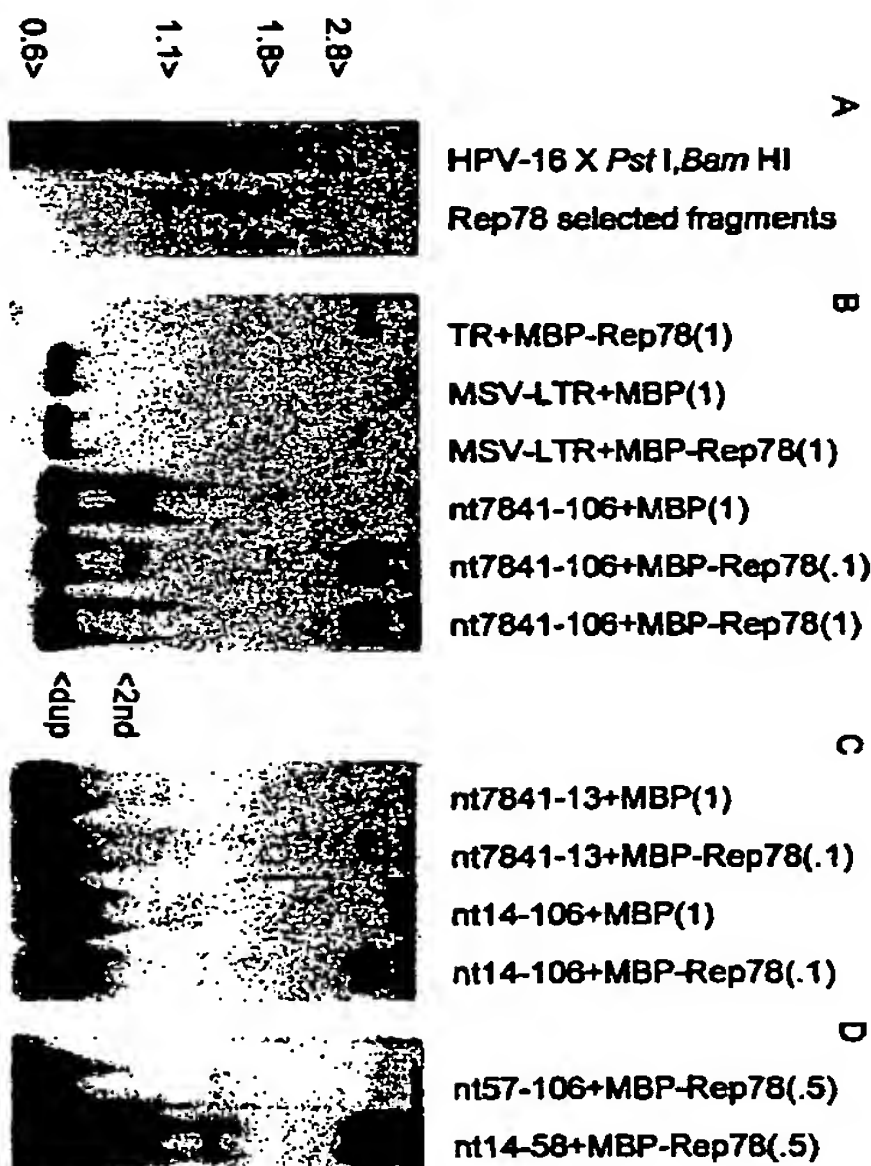 2.8>
1.8>
1.1>
0.6>
A
HPV-16 X Pst I,Bam HI
Rep78 selected fragments
B
TR+MBP-Rep78(1)
MSV-LTR+MBP(1)
MSV-LTR+MBP-Rep78(1)
nt7841-106+MBP(1)
nt7841-106+MBP-Rep78(.1)
nt7841-106+MBP-Rep78(1)
<2nd
<dup
C
nt7841-13+MBP(1)
nt7841-13+MBP-Rep78(.1)
nt14-106+MBP(1)
nt14-106+MBP-Rep78(.1)
D
nt57-106+MBP-Rep78(.5)
nt14-58+MBP-Rep78(.5)